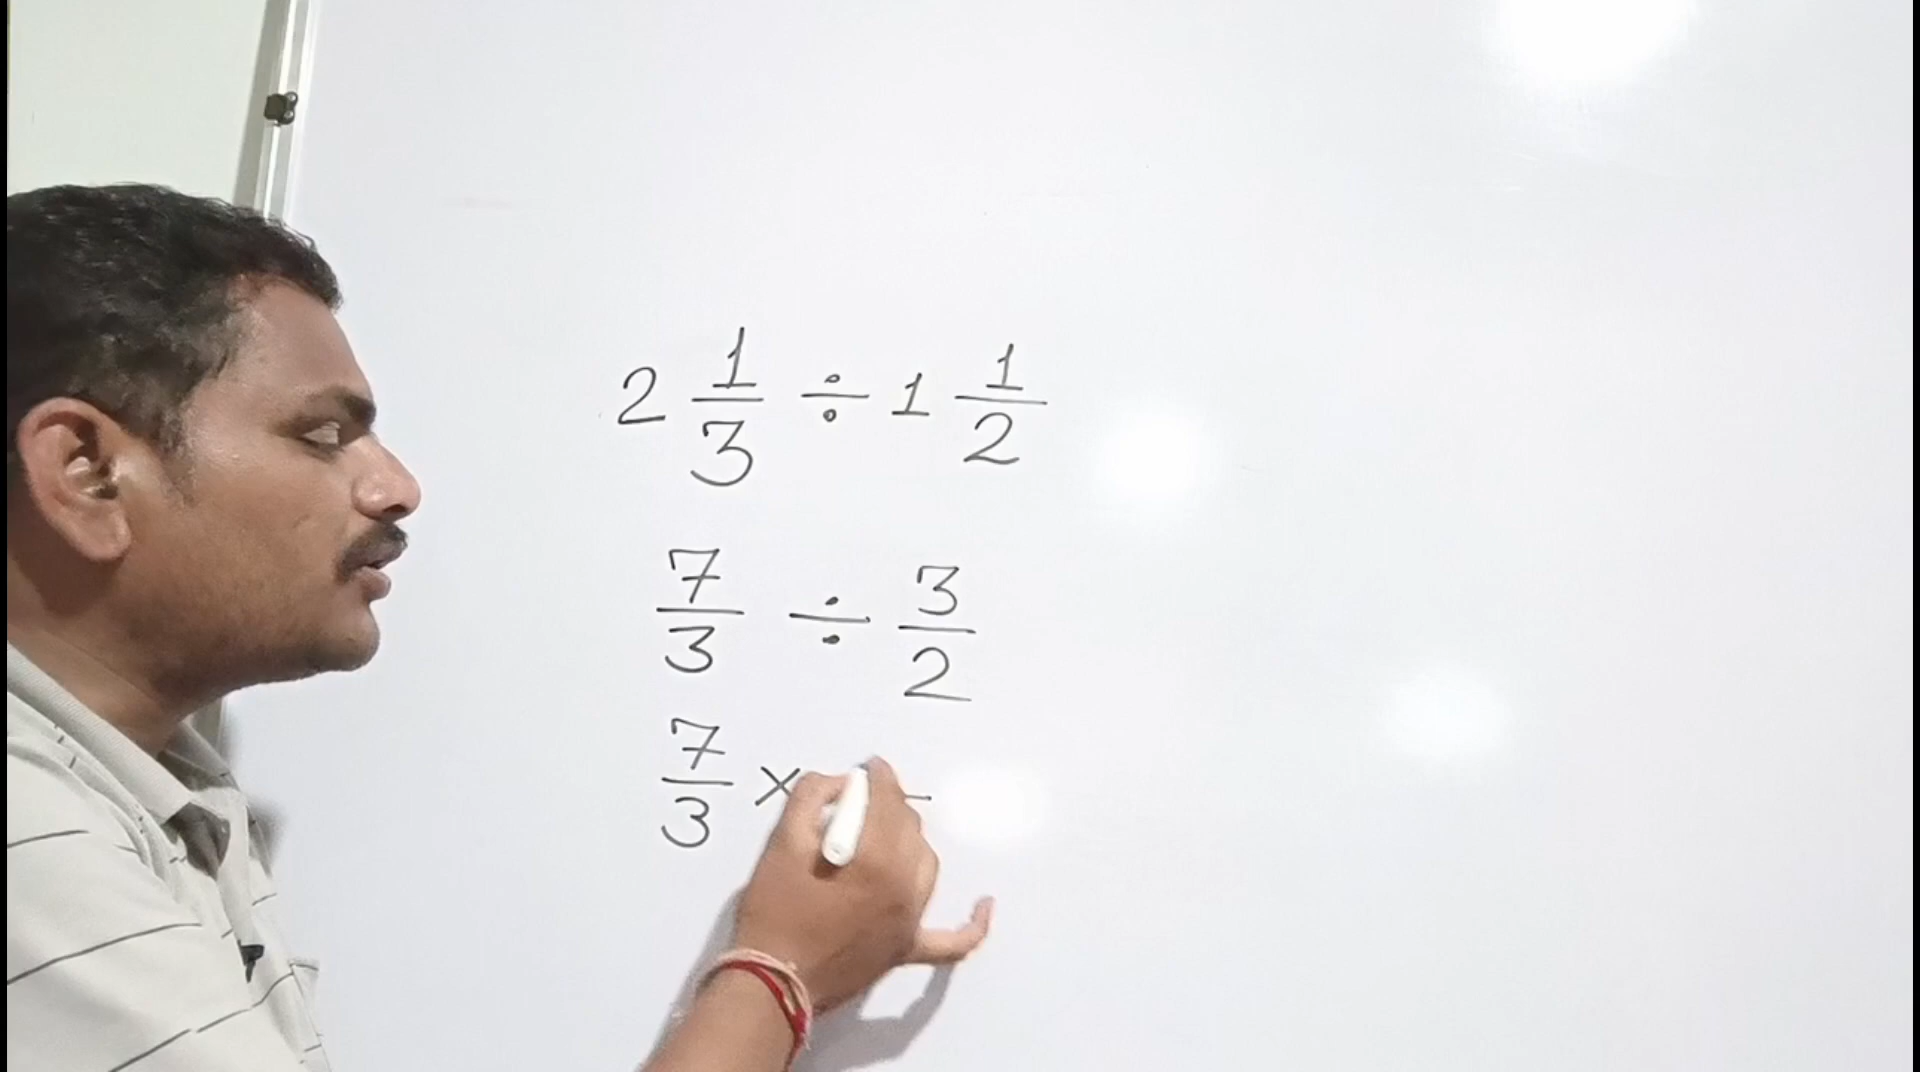 2 1/3 ÷ 1 1/2
7/3 ÷ 3/2
7/3 ×